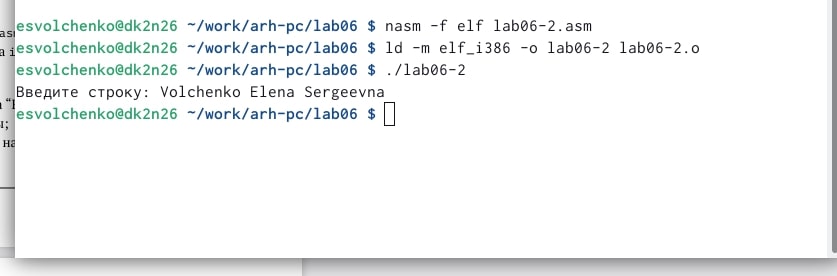 esvolchenko@dk2n26 ~/work/arh-pc/lab06 $ nasm -f elf lab06-2.asm
esvolchenko@dk2n26 ~/work/arh-pc/lab06 $ ld -m elf_i386 -o lab06-2 lab06-2.o
esvolchenko@dk2n26 ~/work/arh-pc/lab06 $ ./lab06-2
Введите строку: Volchenko Elena Sergeevna
esvolchenko@dk2n26 ~/work/arh-pc/lab06 $